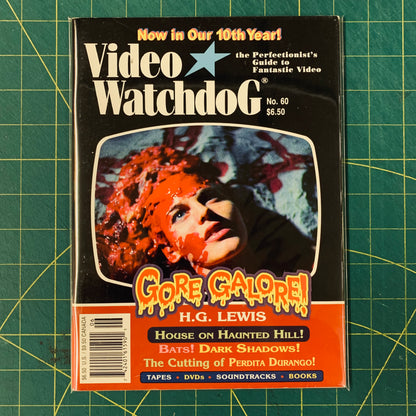 Now in Our 10th Year!
Video
the Perfectionist's
Guide to
Fantastic Video
WatchdoG®
No. 60
$6.50
GORE GALORE!
H.G. LEWIS
HOUSE ON HAUNTED HILL!
BATS! DARK SHADOWS!
The Cutting of PERDITA DURANGO!
TAPES • DVDs • SOUNDTRACKS • BOOKS